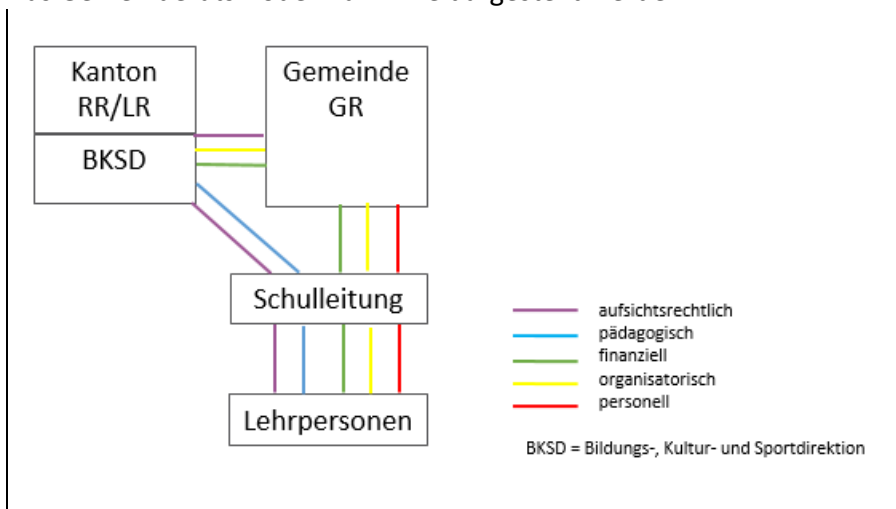 Kanton
RR/LR
BKSD
Gemeinde
GR
Schulleitung
Lehrpersonen
aufsichtsrechtlich
pädagogisch
finanziell
organisatorisch
personell
BKSD = Bildungs-, Kultur- und Sportdirektion